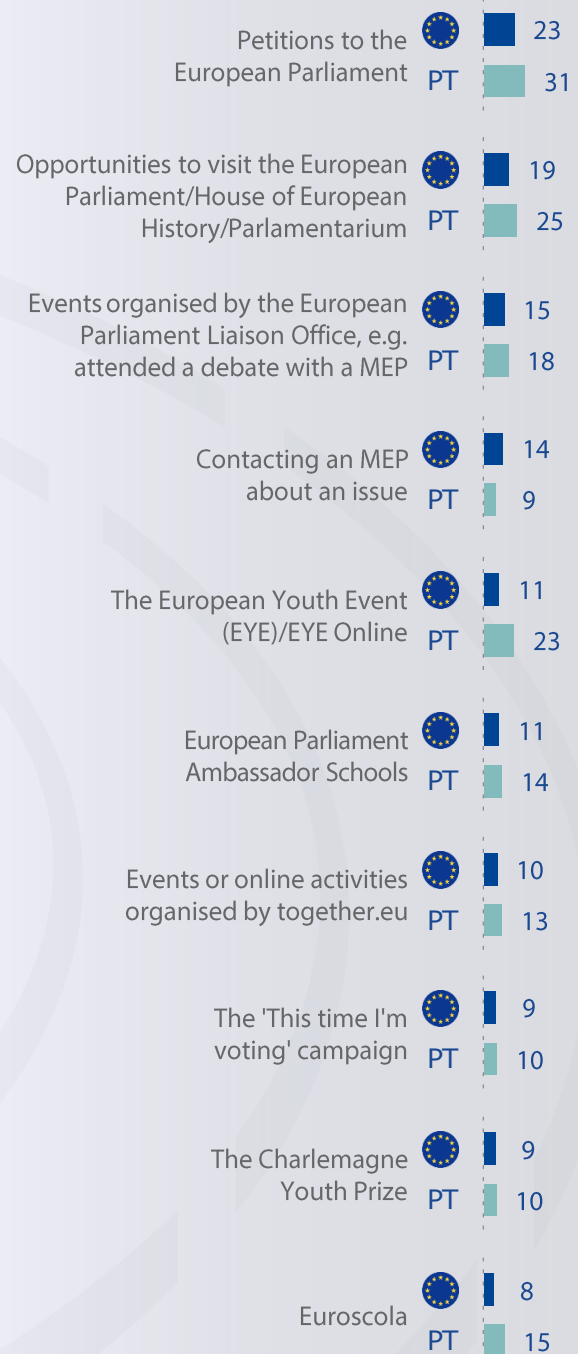 Petitions to the
European Parliament
23
PT
31
Opportunities to visit the European
Parliament/House of European
History/Parlamentarium
19
PT
25
Events organised by the European
Parliament Liaison Office, e.g.
attended a debate with a MEP
15
PT
18
Contacting an MEP
about an issue
14
PT
9
The European Youth Event
(EYE)/EYE Online
11
PT
23
European Parliament
Ambassador Schools
11
PT
14
Events or online activities
organised by together.eu
10
PT
13
The 'This time I'm
voting' campaign
9
PT
10
The Charlemagne
Youth Prize
9
PT
10
Euroscola
8
PT
15